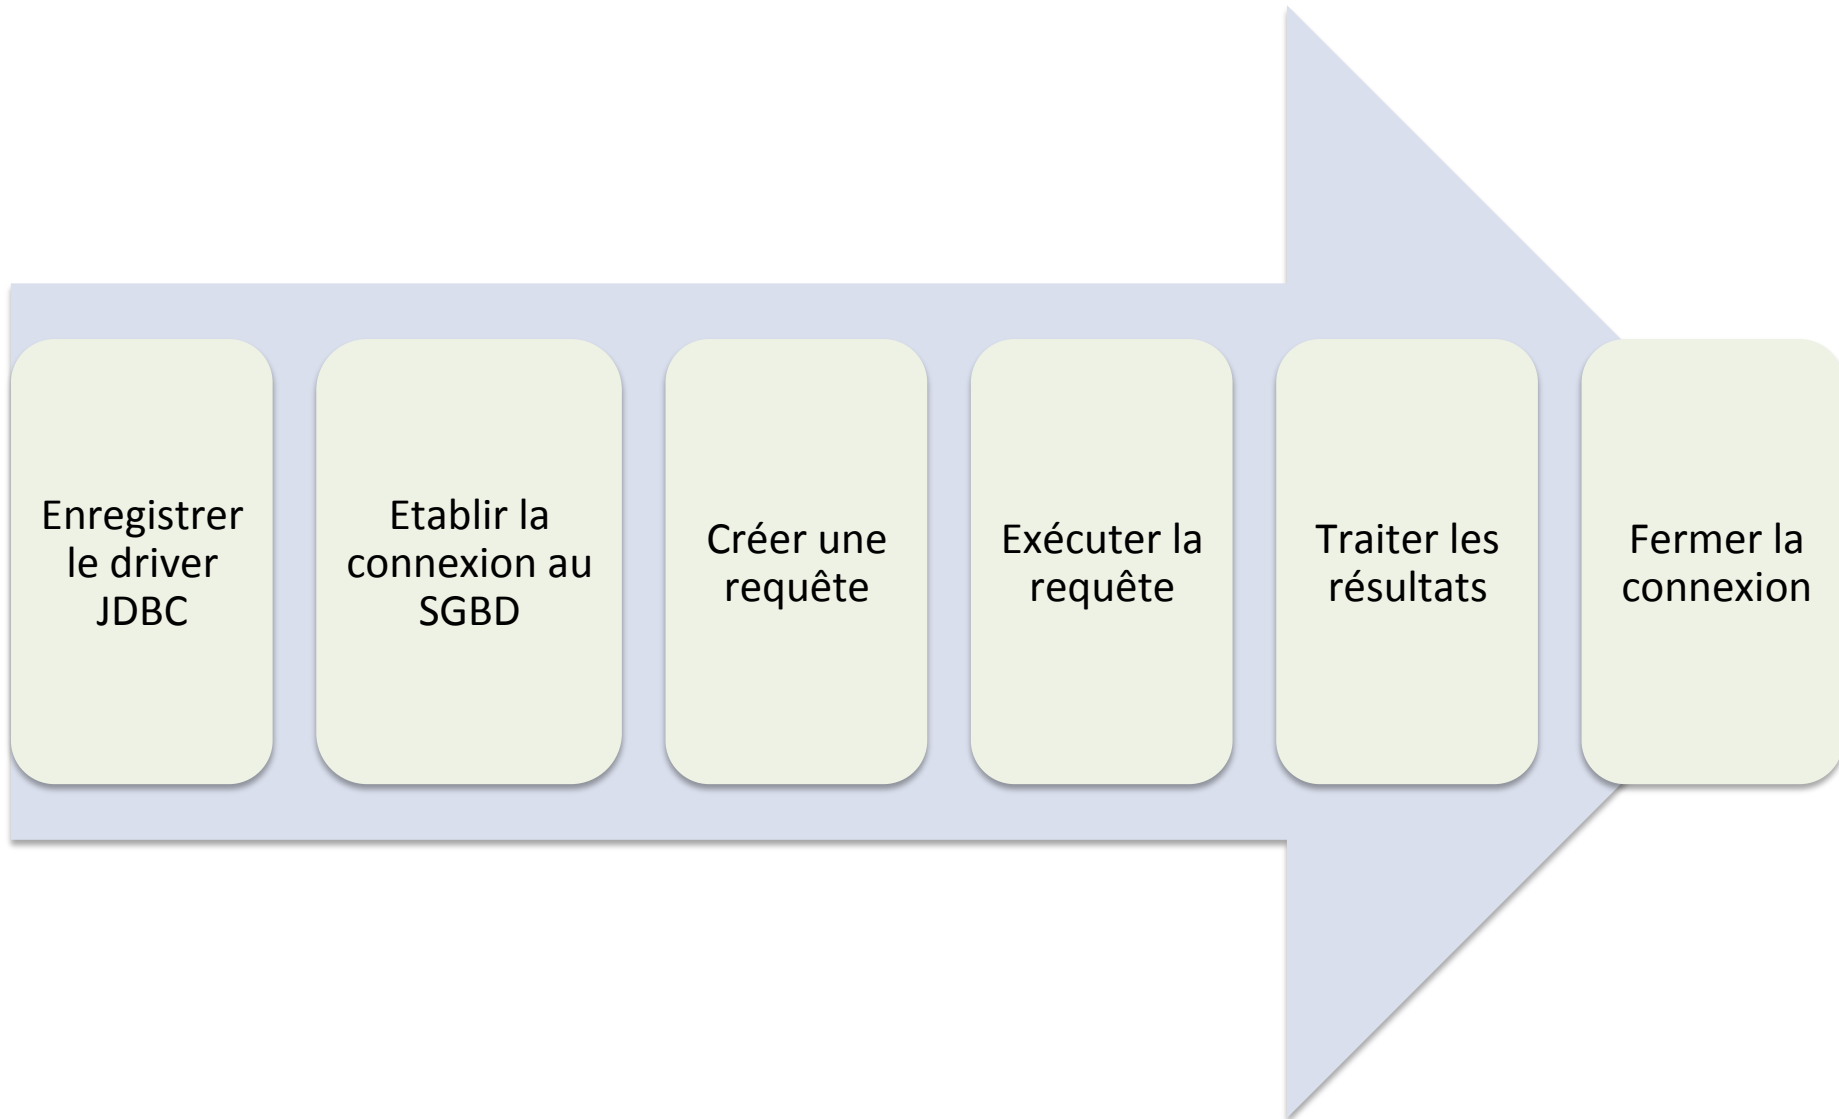 Enregistrer
le driver
JDBC
Etablir la
connexion au
SGBD
Créer une
requête
Exécuter la
requête
Traiter les
résultats
Fermer la
connexion